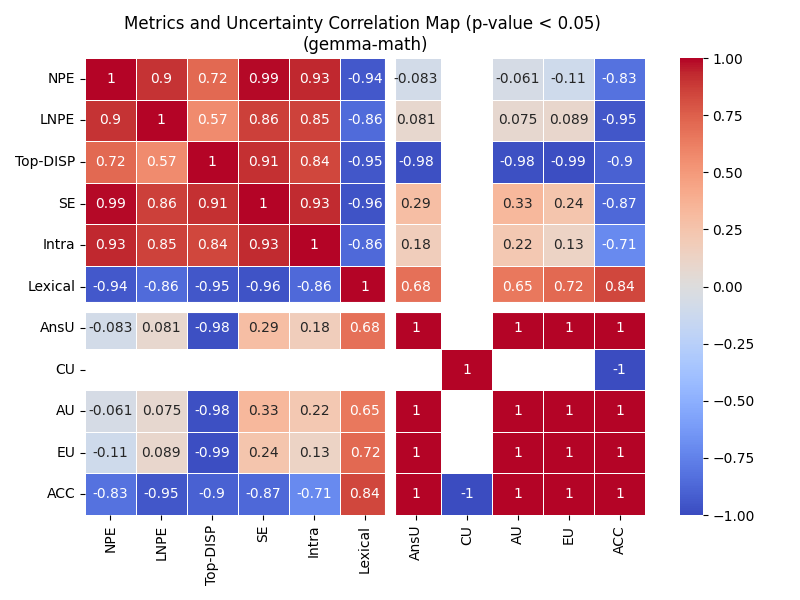 Metrics and Uncertainty Correlation Map (p-value < 0.05)
(gemma-math)
NPE 1 0.9 0.72 0.99 0.93 -0.94 -0.083 -0.061 -0.11 -0.83
LNPE 0.9 1 0.57 0.86 0.85 -0.86 0.081 0.075 0.089 -0.95
Top-DISP 0.72 0.57 1 0.91 0.84 -0.95 -0.98 -0.98 -0.99 -0.9
SE 0.99 0.86 0.91 1 0.93 -0.96 0.29 0.33 0.24 -0.87
Intra 0.93 0.85 0.84 0.93 1 -0.86 0.18 0.22 0.13 -0.71
Lexical -0.94 -0.86 -0.95 -0.96 -0.86 1 0.68 0.65 0.72 0.84
AnsU -0.083 0.081 -0.98 0.29 0.18 0.68 1 1 1 1
CU 1 -1
AU -0.061 0.075 -0.98 0.33 0.22 0.65 1 1 1 1
EU -0.11 0.089 -0.99 0.24 0.13 0.72 1 1 1 1
ACC -0.83 -0.95 -0.9 -0.87 -0.71 0.84 1 -1 1 1 1
NPE LNPE Top-DISP SE Intra Lexical AnsU CU AU EU ACC
1.00
0.75
0.50
0.25
0.00
−0.25
−0.50
−0.75
−1.00